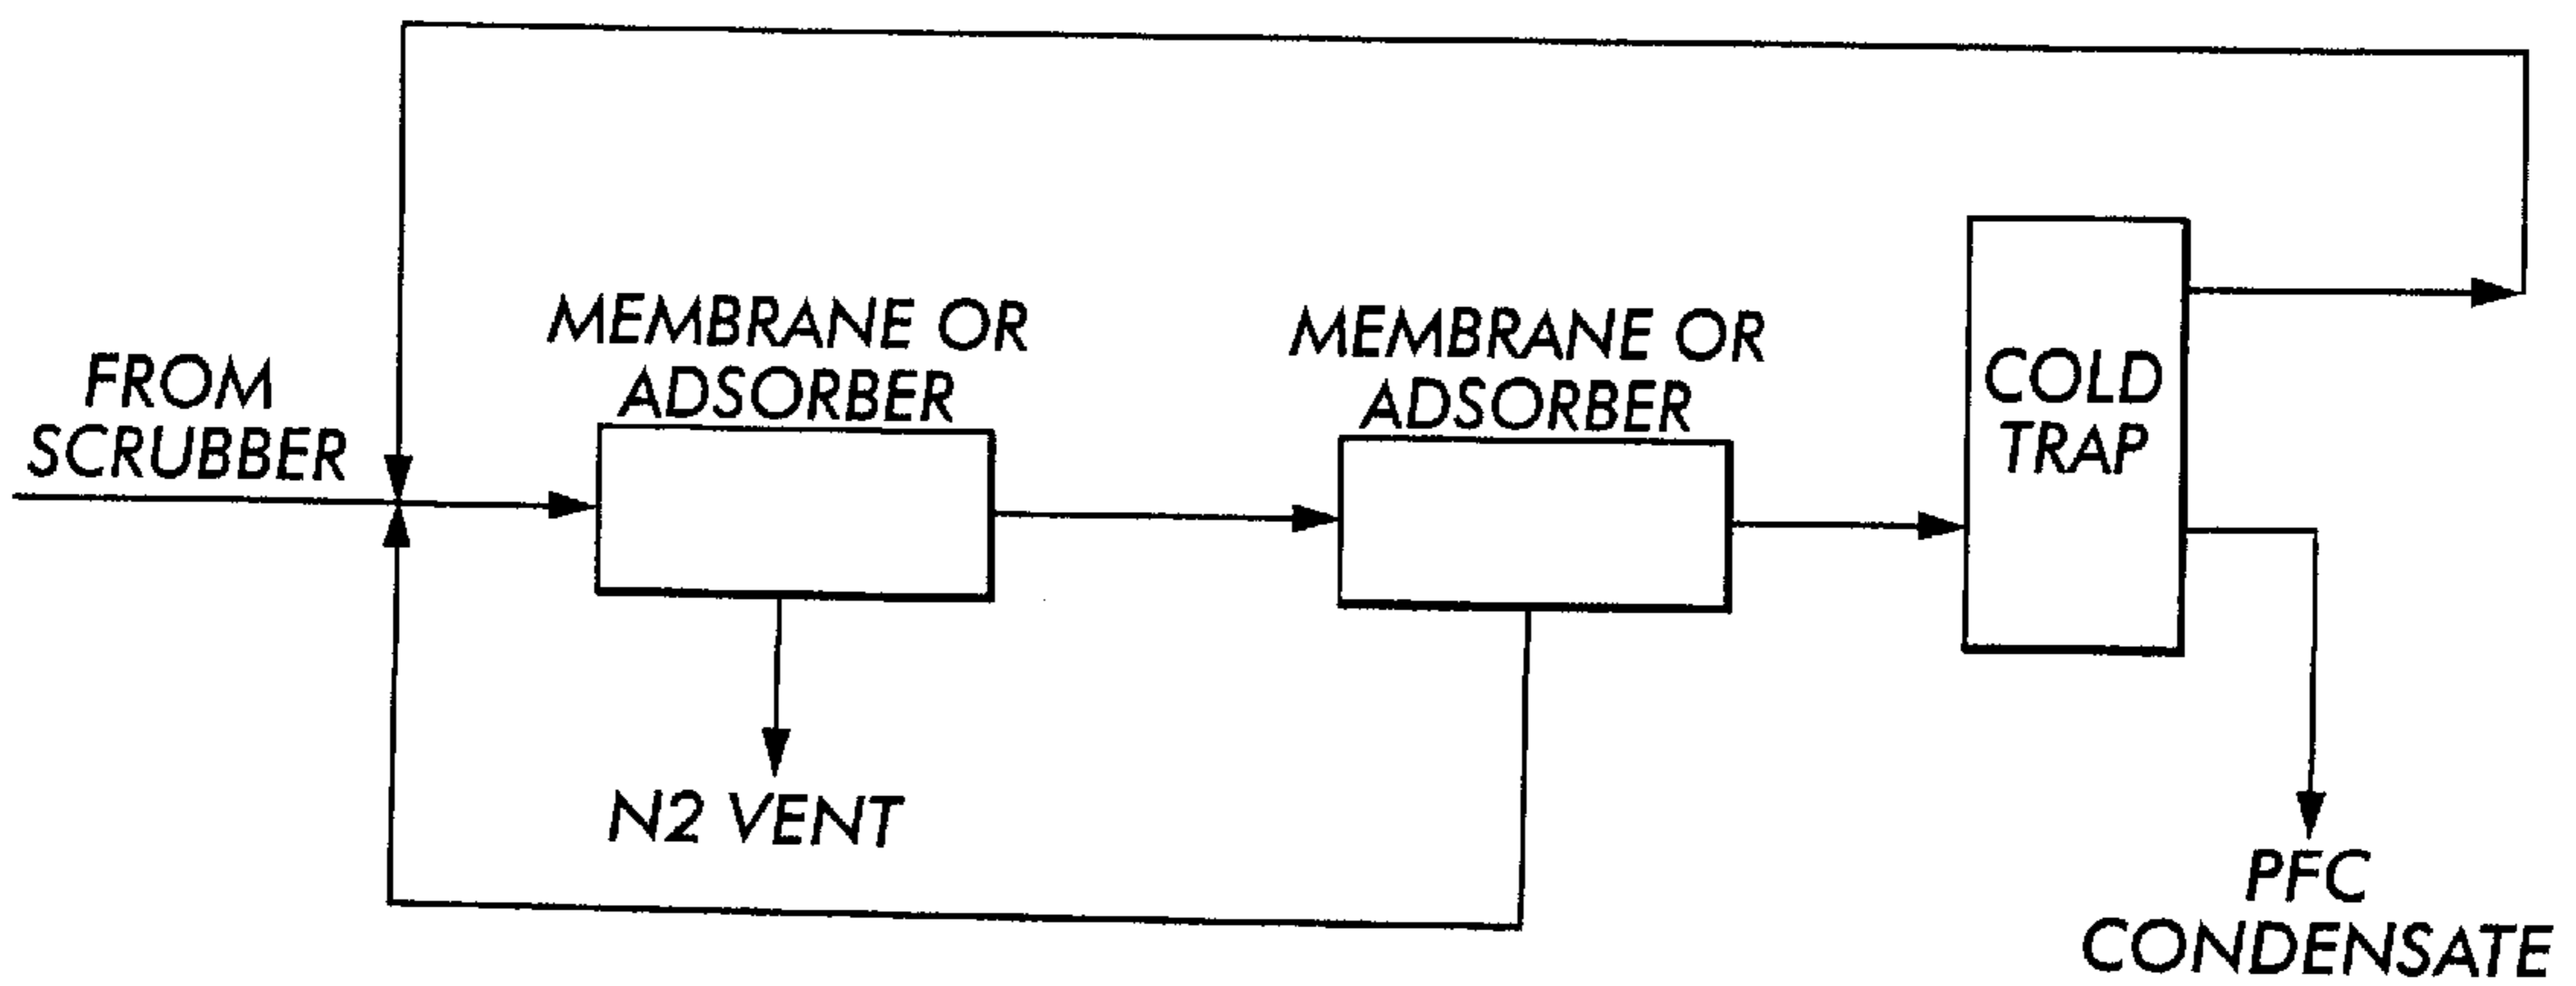 FROM
SCRUBBER
MEMBRANE OR
ADSORBER
N2 VENT
MEMBRANE OR
ADSORBER
COLD
TRAP
PFC
CONDENSATE